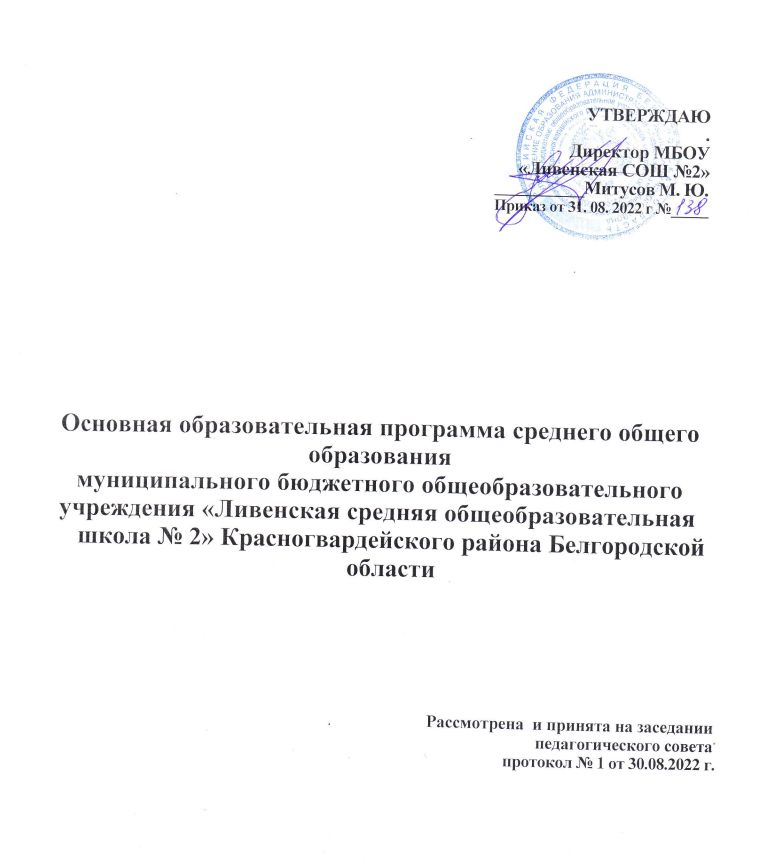 УТВЕРЖДАЮ
.
Директор МБОУ
«Ливенская СОШ №2»
__________Митусов М. Ю.
Приказ от 31. 08. 2022 г № 138
Основная образовательная программа среднего общего
образования
муниципального бюджетного общеобразовательного
учреждения «Ливенская средняя общеобразовательная
школа № 2» Красногвардейского района Белгородской
области
Рассмотрена и принята на заседании
педагогического совета
протокол № 1 от 30.08.2022 г.